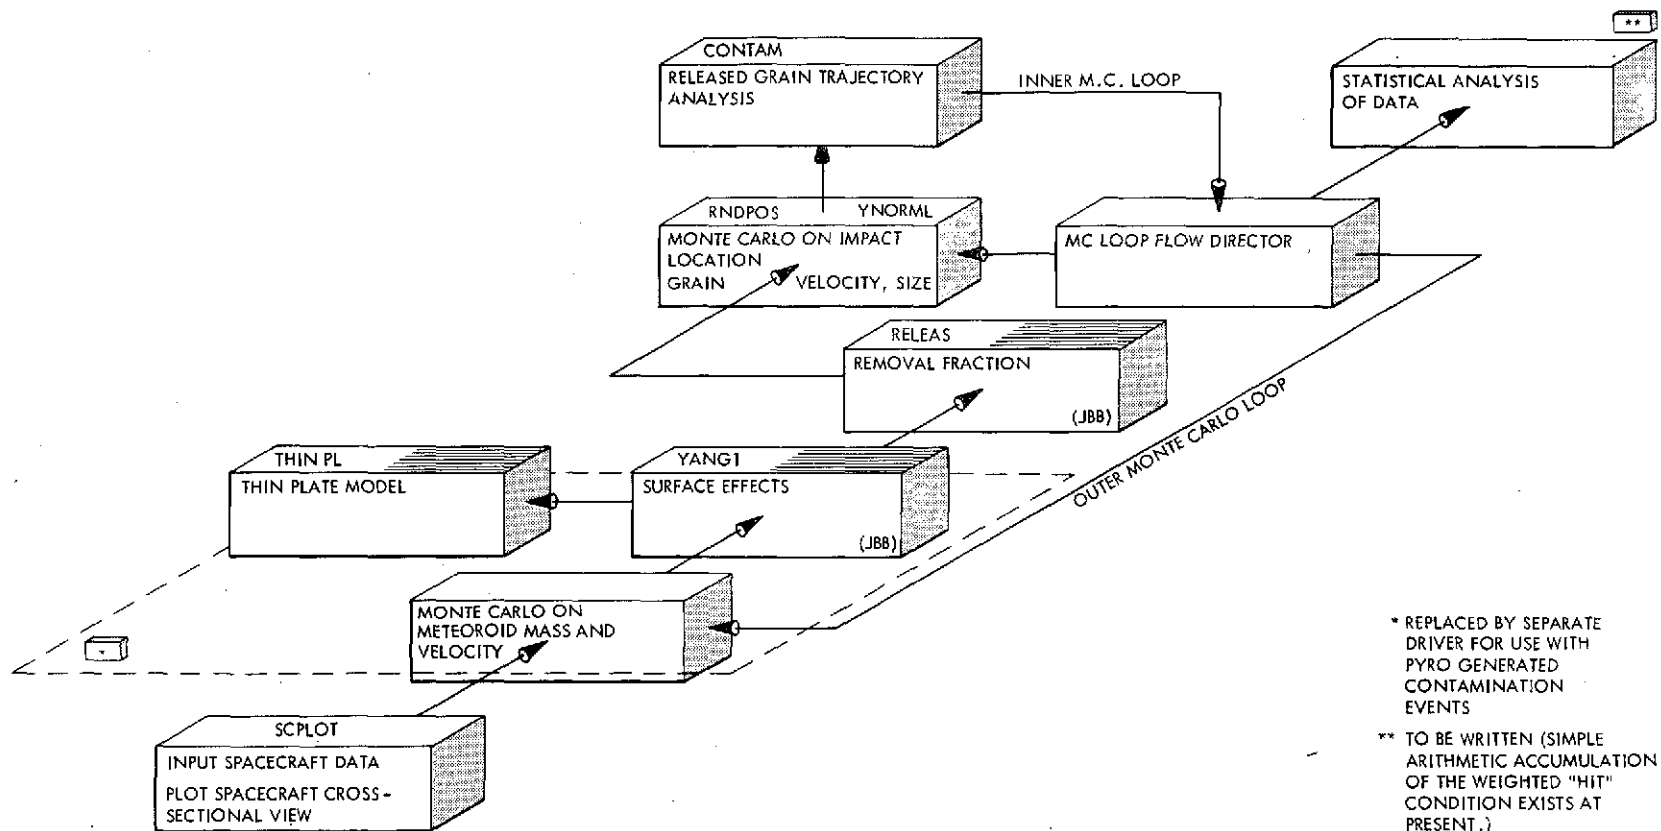 **
CONTAM
RELEASED GRAIN TRAJECTORY
ANALYSIS
INNER M.C. LOOP
STATISTICAL ANALYSIS
OF DATA
RNDPOS YNORML
MONTE CARLO ON IMPACT
LOCATION
GRAIN VELOCITY, SIZE
MC LOOP FLOW DIRECTOR
RELEAS
REMOVAL FRACTION
(JBB)
OUTER MONTE CARLO LOOP
THIN PL
THIN PLATE MODEL
YANG1
SURFACE EFFECTS
(JBB)
MONTE CARLO ON
METEOROID MASS AND
VELOCITY
*
SCPLOT
INPUT SPACECRAFT DATA
PLOT SPACECRAFT CROSS-
SECTIONAL VIEW
* REPLACED BY SEPARATE
DRIVER FOR USE WITH
PYRO GENERATED
CONTAMINATION
EVENTS
** TO BE WRITTEN (SIMPLE
ARITHMETIC ACCUMULATION
OF THE WEIGHTED "HIT"
CONDITION EXISTS AT
PRESENT.)